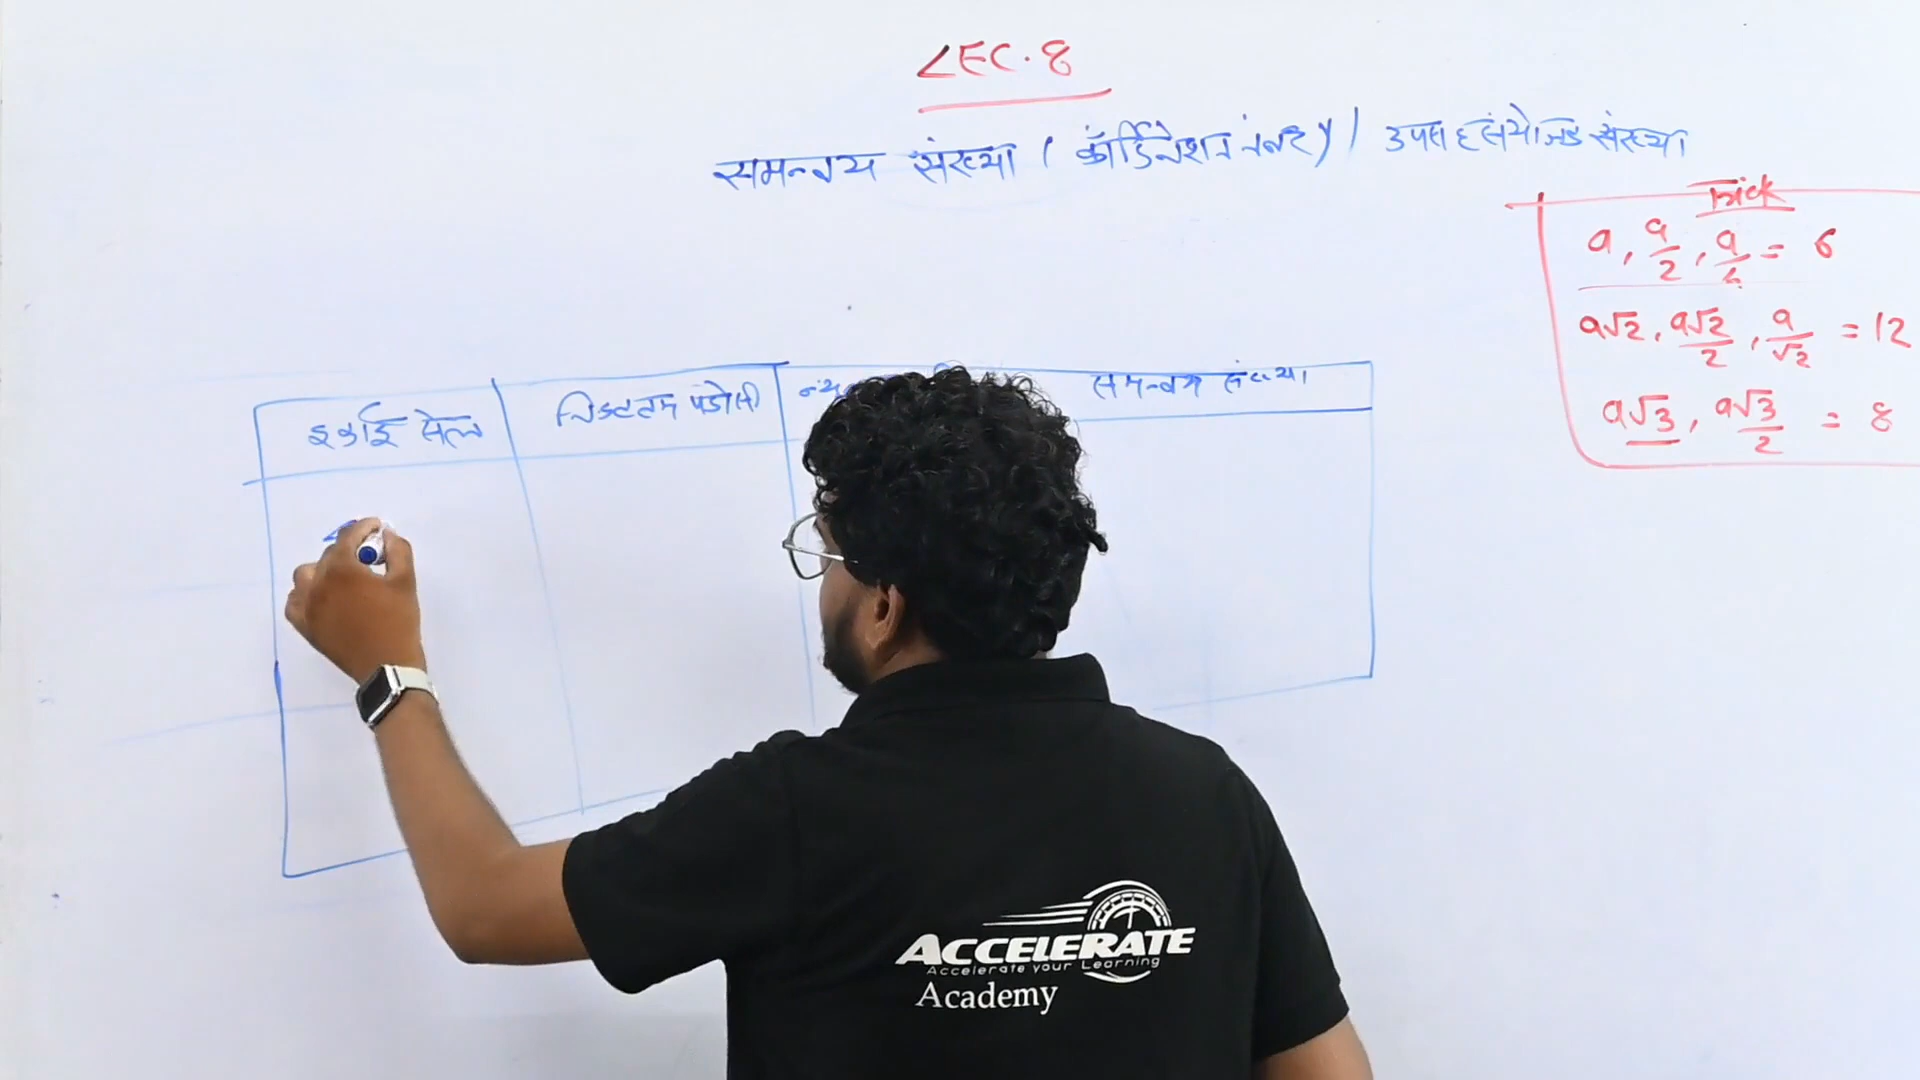 LEC. 8
समन्वय संख्या (कॉर्डिनेशन नंबर) / उपसहसंयोजक संख्या
Trick
a, a/2, a/4 = 6
a√2, a√2/2, a/√2 = 12
a√3, a√3/2 = 8
इकाई सेल
निकटतम पडोसी
समन्वय संख्या
ACCELERATE
Accelerate your Learning
Academy